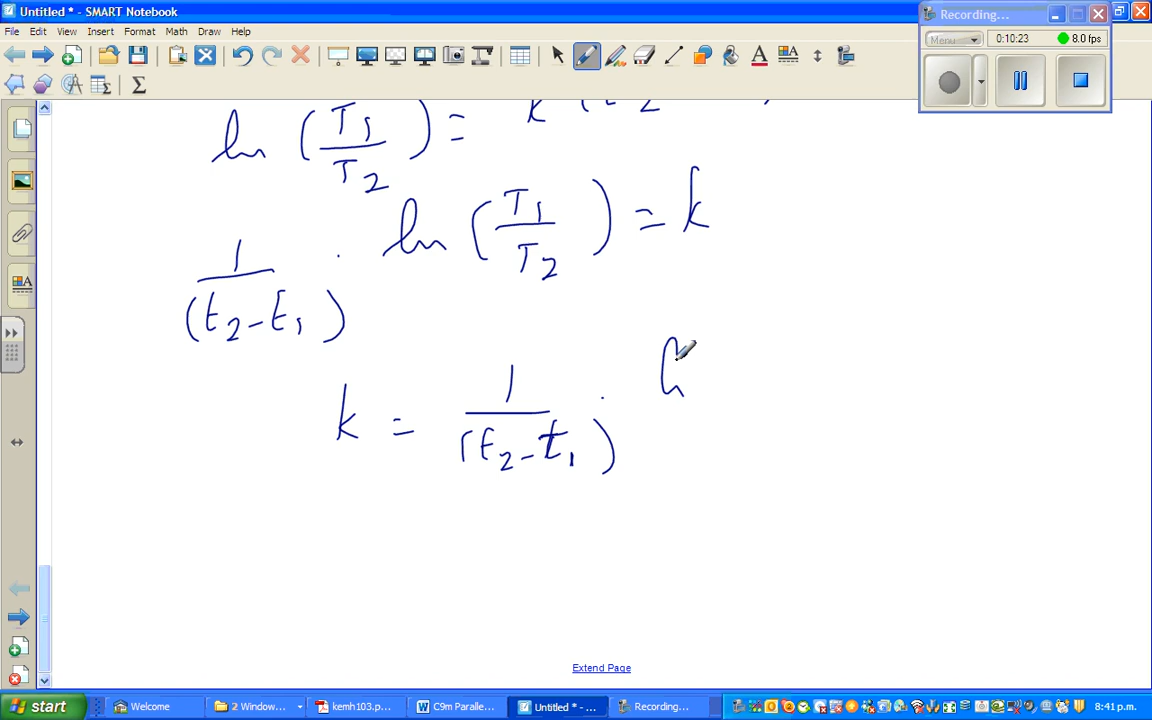 Untitled * - SMART Notebook
Recording...
File Edit View Insert Format Math Draw Help
Menu 0:10:23 8.0 fps
ln (T1/T2) = k (t2
ln (T1/T2) = k
1/(t2-t1) ·
k = 1/(t2-t1) ·
Extend Page
start Welcome 2 Window... kemh103.p... C9m Paralle... Untitled * - ... Recording... 8:41 p.m.